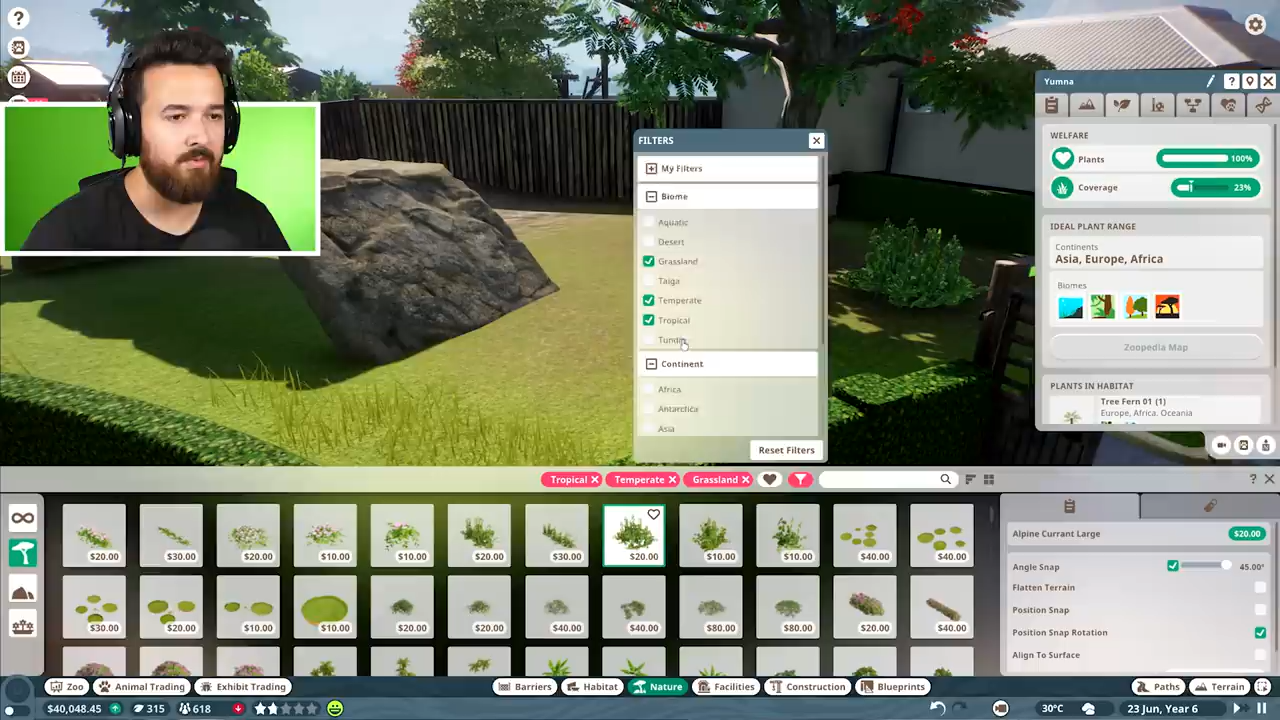 ?
Yumna
?
FILTERS
WELFARE
My Filters
Plants
100%
Biome
Coverage
23%
Aquatic
IDEAL PLANT RANGE
Desert
Continents
Grassland
Asia, Europe, Africa
Taiga
Biomes
Temperate
Tropical
Zoopedia Map
Continent
PLANTS IN HABITAT
Africa
Tree Fern 01 (1)
Antarctica
Europe, Africa, Oceania
Asia
Reset Filters
Tropical
Temperate
Grassland
?
$20.00 $30.00 $20.00 $10.00 $10.00 $20.00 $30.00 $20.00 $10.00 $10.00 $40.00 $40.00
Alpine Currant Large
$20.00
Angle Snap
45.00°
Flatten Terrain
$30.00 $20.00 $10.00 $10.00 $20.00 $20.00 $40.00 $40.00 $80.00 $80.00 $20.00 $40.00
Position Snap
Position Snap Rotation
Align To Surface
Zoo
Animal Trading
Exhibit Trading
Barriers
Habitat
Nature
Facilities
Construction
Blueprints
Paths
Terrain
$40,048.45
315
618
30°C
23 Jun, Year 6